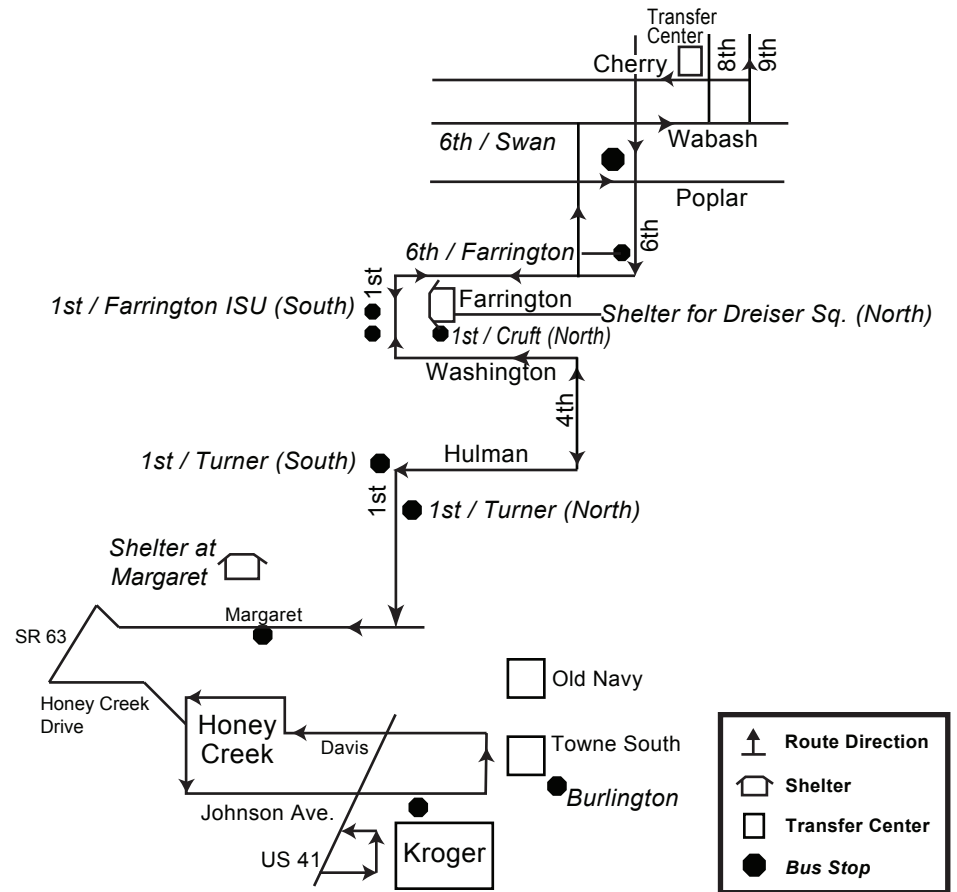 Transfer
Center
8th
9th
Cherry
6th / Swan
Wabash
Poplar
6th
6th / Farrington
1st
1st / Farrington ISU (South)
Farrington
Shelter for Dreiser Sq. (North)
1st / Cruft (North)
Washington
4th
1st / Turner (South)
Hulman
1st
1st / Turner (North)
Shelter at
Margaret
Margaret
SR 63
Old Navy
Honey Creek
Drive
Honey
Creek
Davis
Towne South
Burlington
Johnson Ave.
US 41
Kroger
Route Direction
Shelter
Transfer Center
Bus Stop